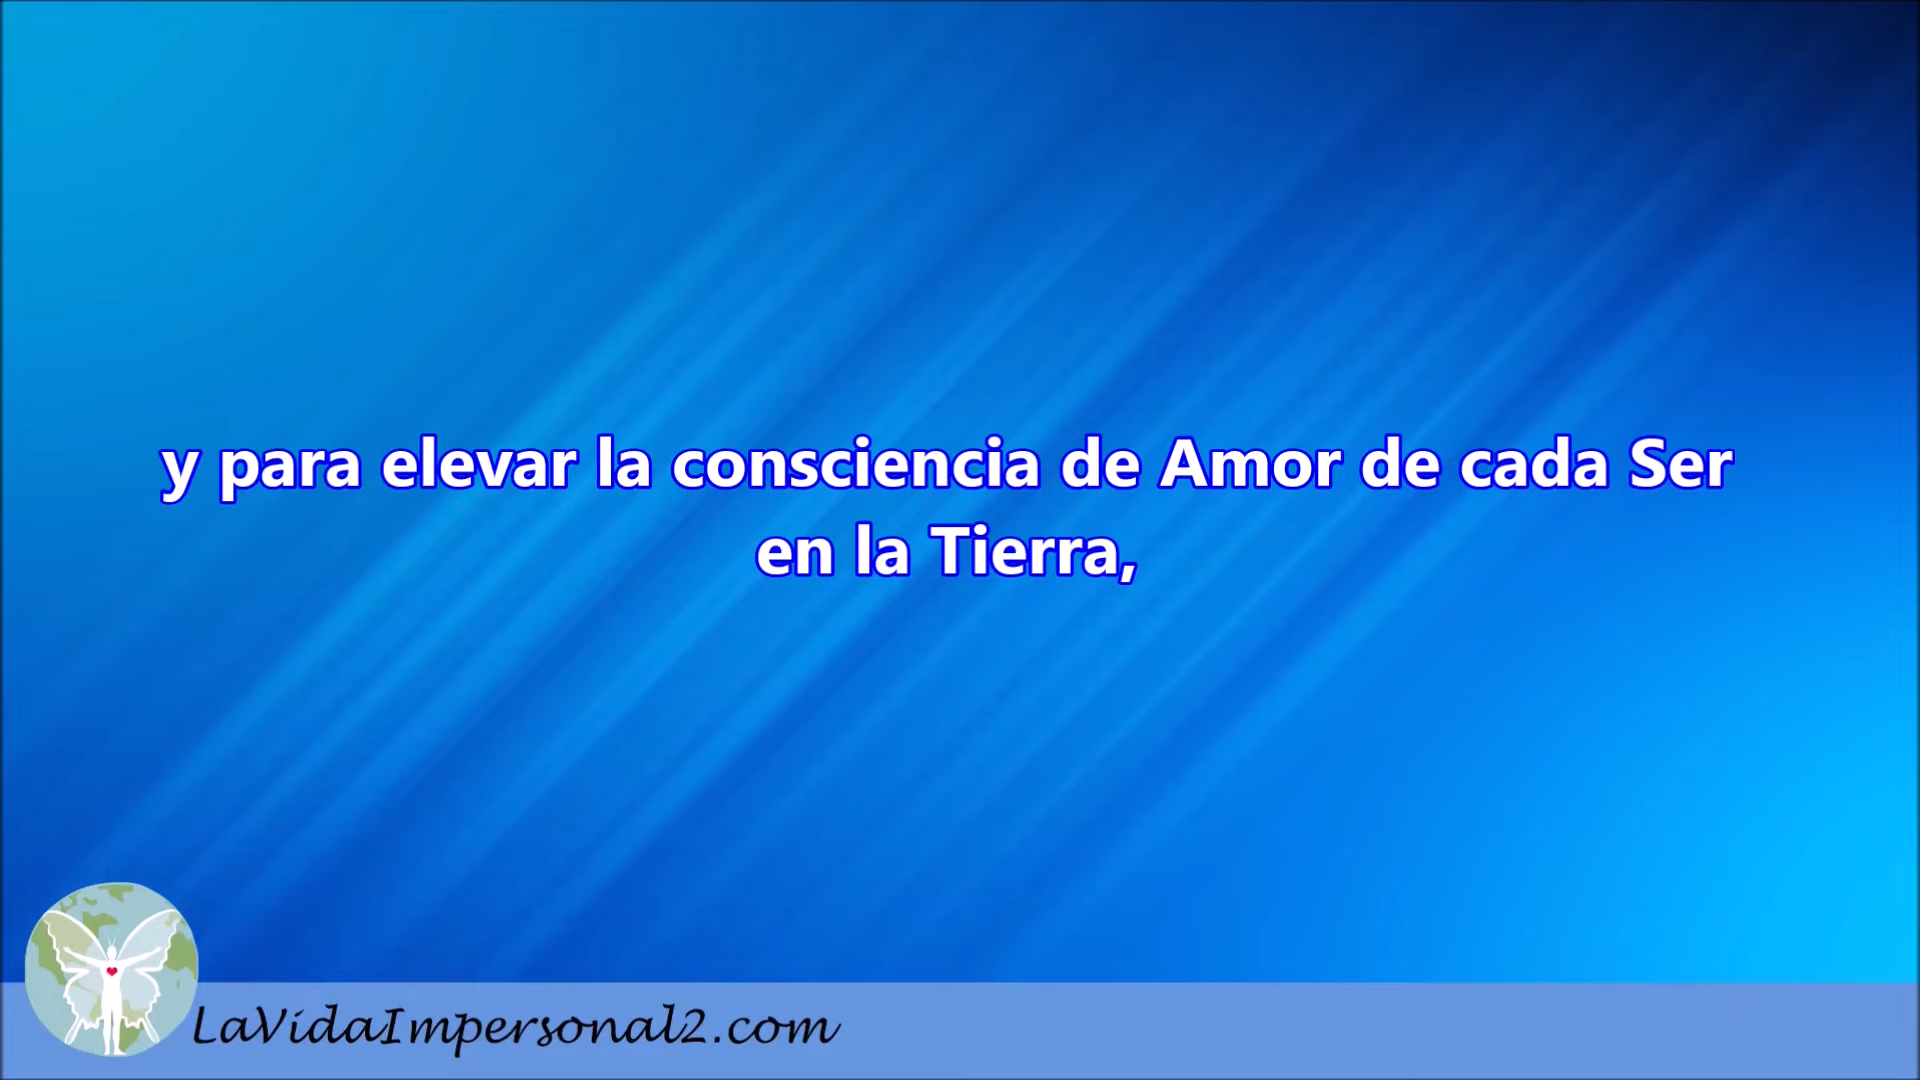 y para elevar la consciencia de Amor de cada Ser
en la Tierra,
LaVidaImpersonal2.com